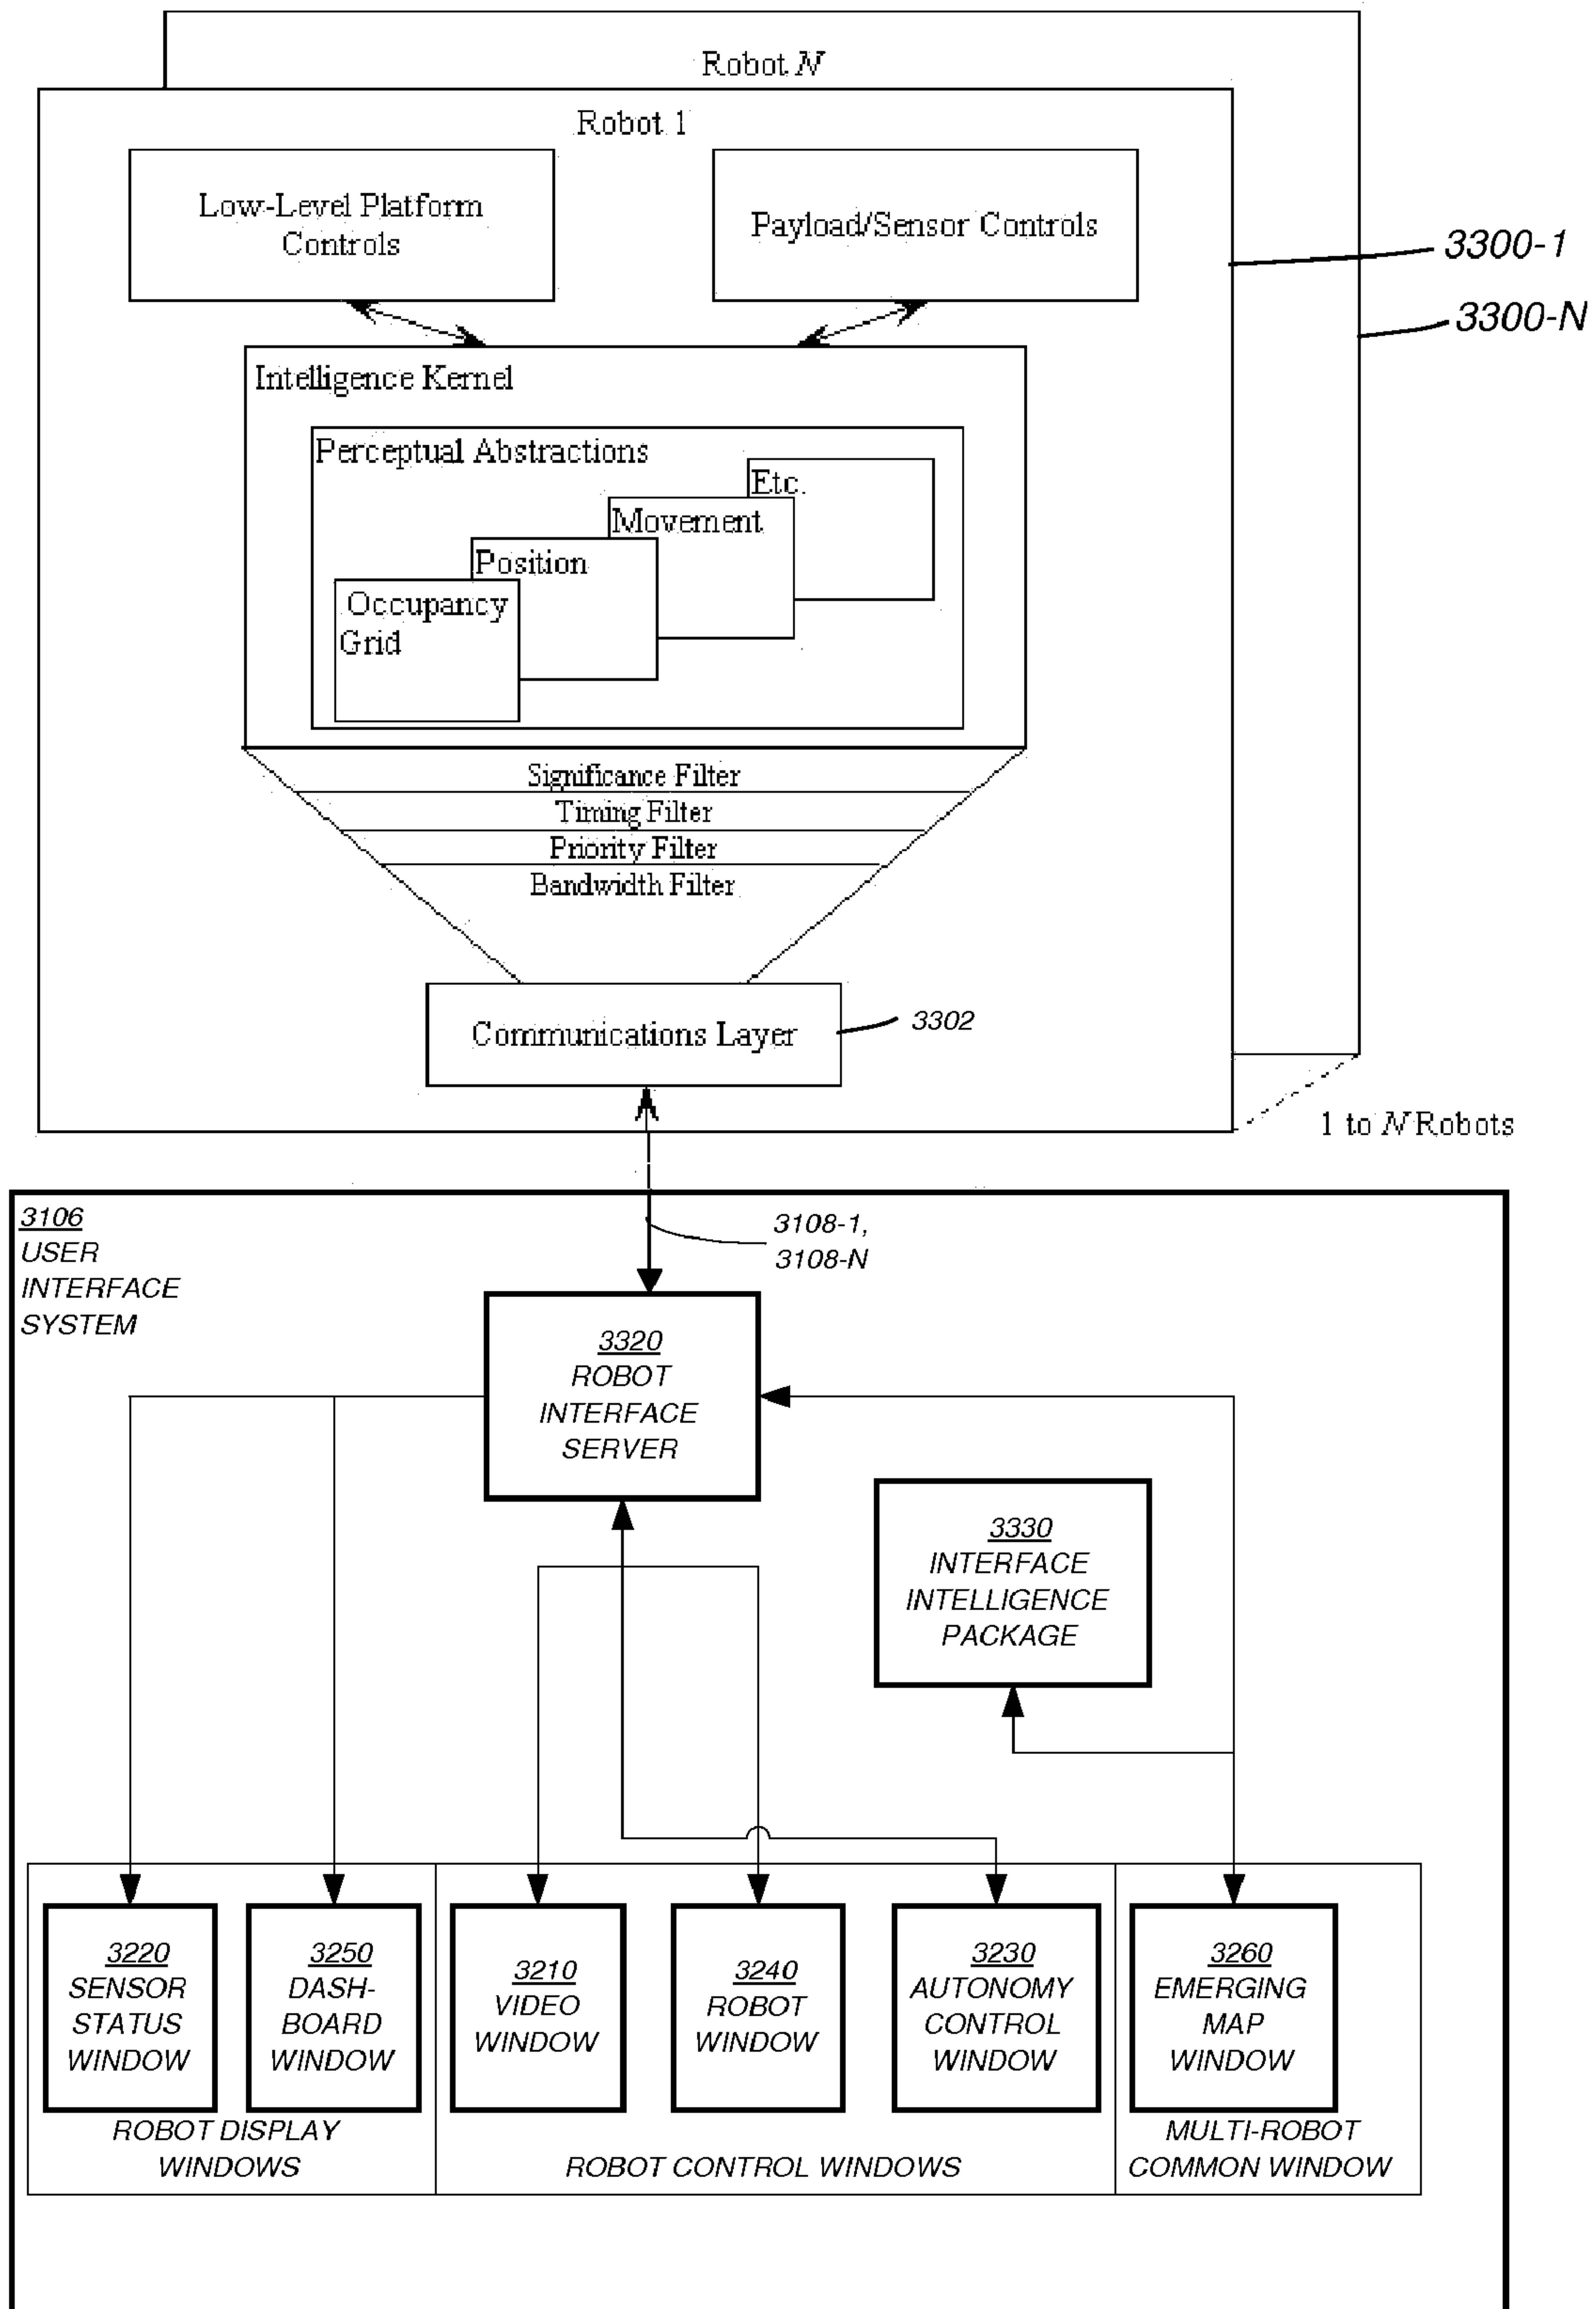 Robot N
Robot 1
Low-Level Platform
Controls
Payload/Sensor Controls
3300-1
3300-N
Intelligence Kernel
Perceptual Abstractions
Etc.
Movement
Position
Occupancy
Grid
Significance Filter
Timing Filter
Priority Filter
Bandwidth Filter
Communications Layer
3302
1 to N Robots
3106
USER
INTERFACE
SYSTEM
3108-1,
3108-N
3320
ROBOT
INTERFACE
SERVER
3330
INTERFACE
INTELLIGENCE
PACKAGE
3220
SENSOR
STATUS
WINDOW
3250
DASH-
BOARD
WINDOW
3210
VIDEO
WINDOW
3240
ROBOT
WINDOW
3230
AUTONOMY
CONTROL
WINDOW
3260
EMERGING
MAP
WINDOW
ROBOT DISPLAY
WINDOWS
ROBOT CONTROL WINDOWS
MULTI-ROBOT
COMMON WINDOW